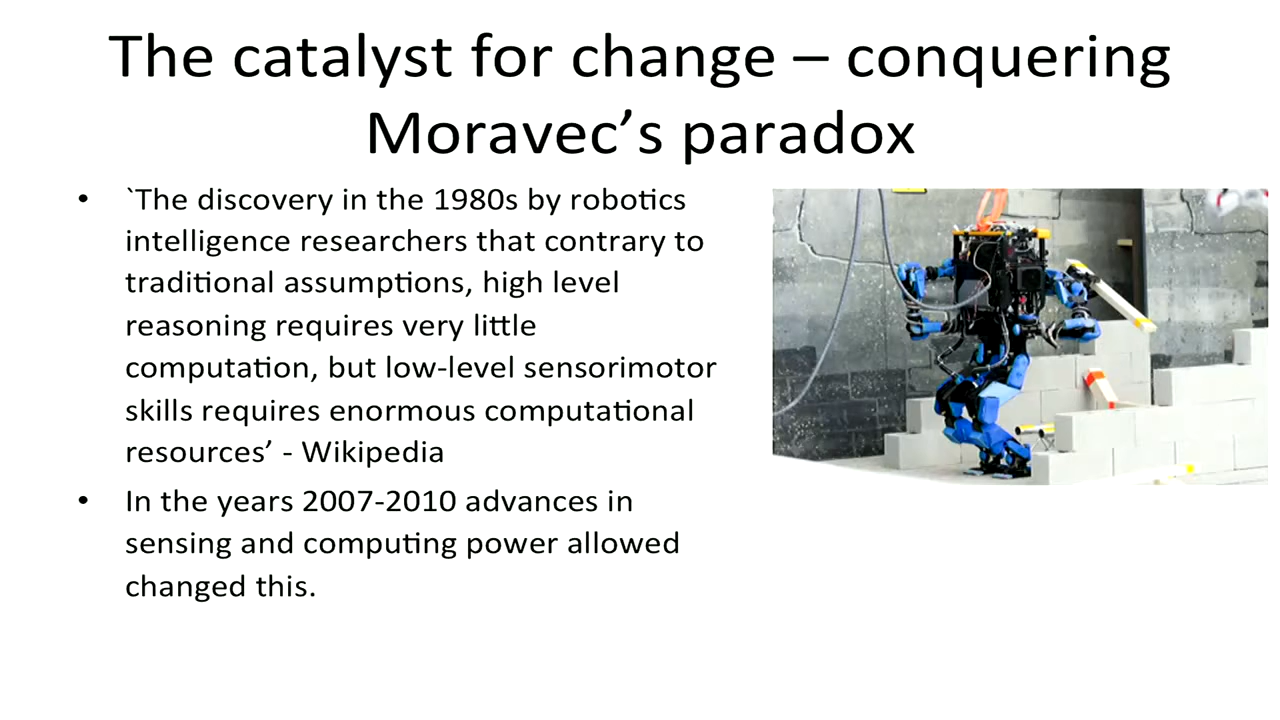 The catalyst for change – conquering
Moravec’s paradox
• `The discovery in the 1980s by robotics
intelligence researchers that contrary to
traditional assumptions, high level
reasoning requires very little
computation, but low-level sensorimotor
skills requires enormous computational
resources’ - Wikipedia
• In the years 2007-2010 advances in
sensing and computing power allowed
changed this.